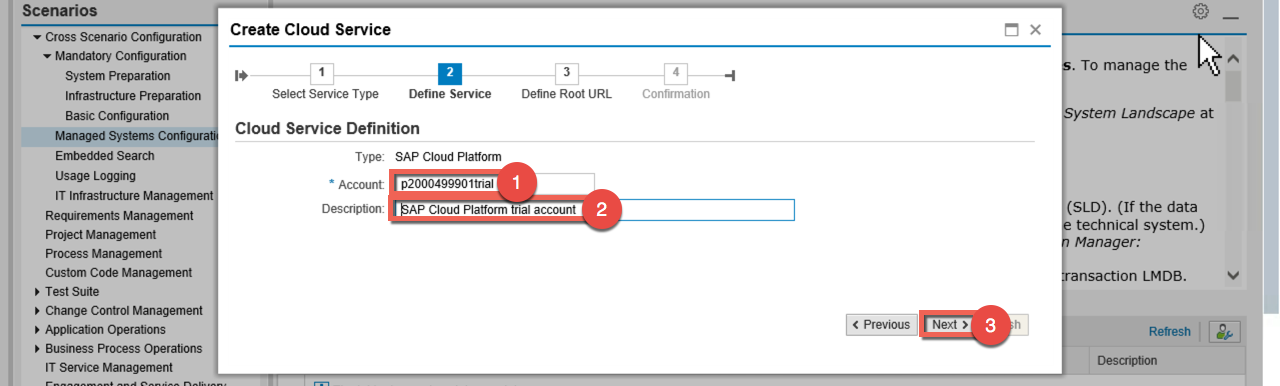 Scenarios
Cross Scenario Configuration
Mandatory Configuration
System Preparation
Infrastructure Preparation
Basic Configuration
Managed Systems Configurati
Embedded Search
Usage Logging
IT Infrastructure Management
Requirements Management
Project Management
Process Management
Custom Code Management
Test Suite
Change Control Management
Application Operations
Business Process Operations
IT Service Management
Engagement and Service Delivery
Create Cloud Service
1 2 3 4
Select Service Type Define Service Define Root URL Confirmation
Cloud Service Definition
Type: SAP Cloud Platform
* Account: p2000499901trial 1
Description: SAP Cloud Platform trial account 2
< Previous Next > 3 sh
s. To manage the
System Landscape at
(SLD). (If the data
e technical system.)
n Manager:
transaction LMDB.
Refresh
Description